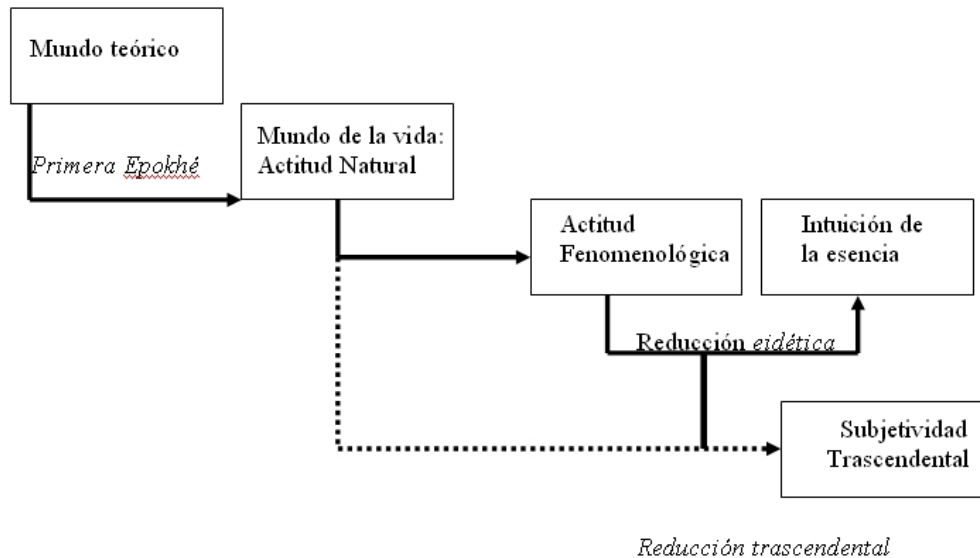 Mundo teórico
Primera Epokhé
Mundo de la vida:
Actitud Natural
Actitud
Fenomenológica
Intuición de
la esencia
Reducción eidética
Subjetividad
Trascendental
Reducción trascendental